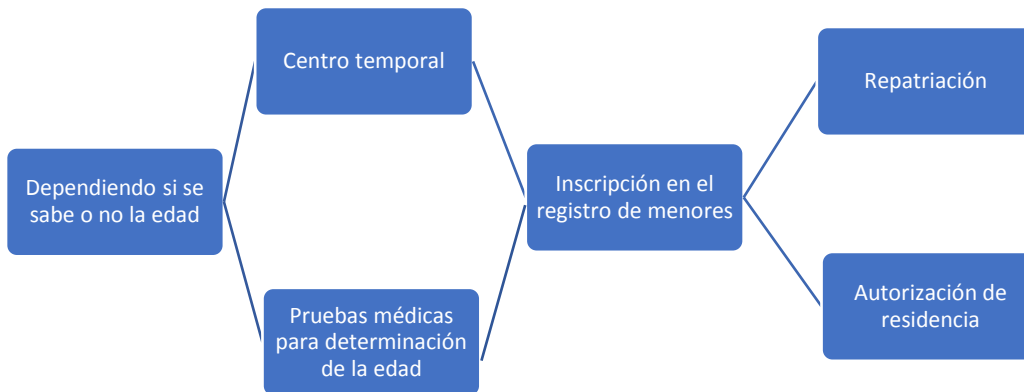 Dependiendo si se
sabe o no la edad
Centro temporal
Pruebas médicas
para determinación
de la edad
Inscripción en el
registro de menores
Repatriación
Autorización de
residencia